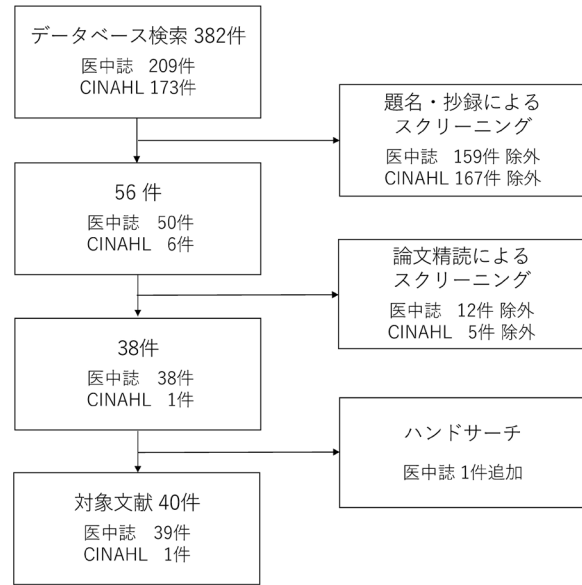 データベース検索 382件
医中誌 209件
CINAHL 173件
題名・抄録による
スクリーニング
医中誌 159件 除外
CINAHL 167件 除外
56 件
医中誌 50件
CINAHL 6件
論文精読による
スクリーニング
医中誌 12件 除外
CINAHL 5件 除外
38件
医中誌 38件
CINAHL 1件
ハンドサーチ
医中誌 1件追加
対象文献 40件
医中誌 39件
CINAHL 1件